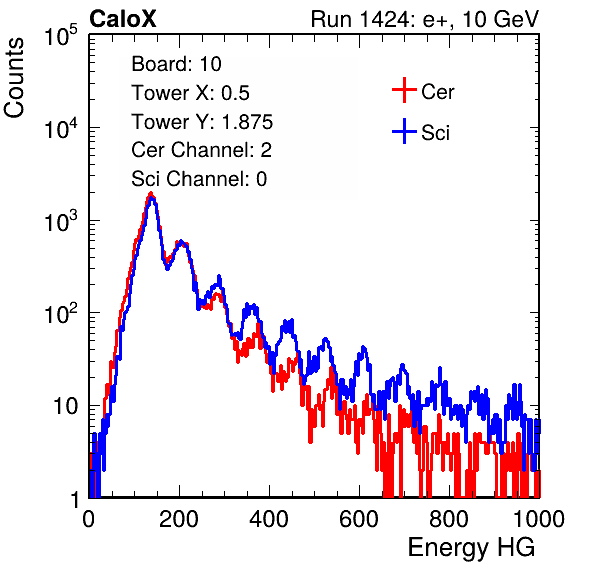 CaloX Run 1424: e+, 10 GeV
Counts
Board: 10
Tower X: 0.5
Tower Y: 1.875
Cer Channel: 2
Sci Channel: 0
Cer
Sci
10^5
10^4
10^3
10^2
10
1
0 200 400 600 800 1000
Energy HG